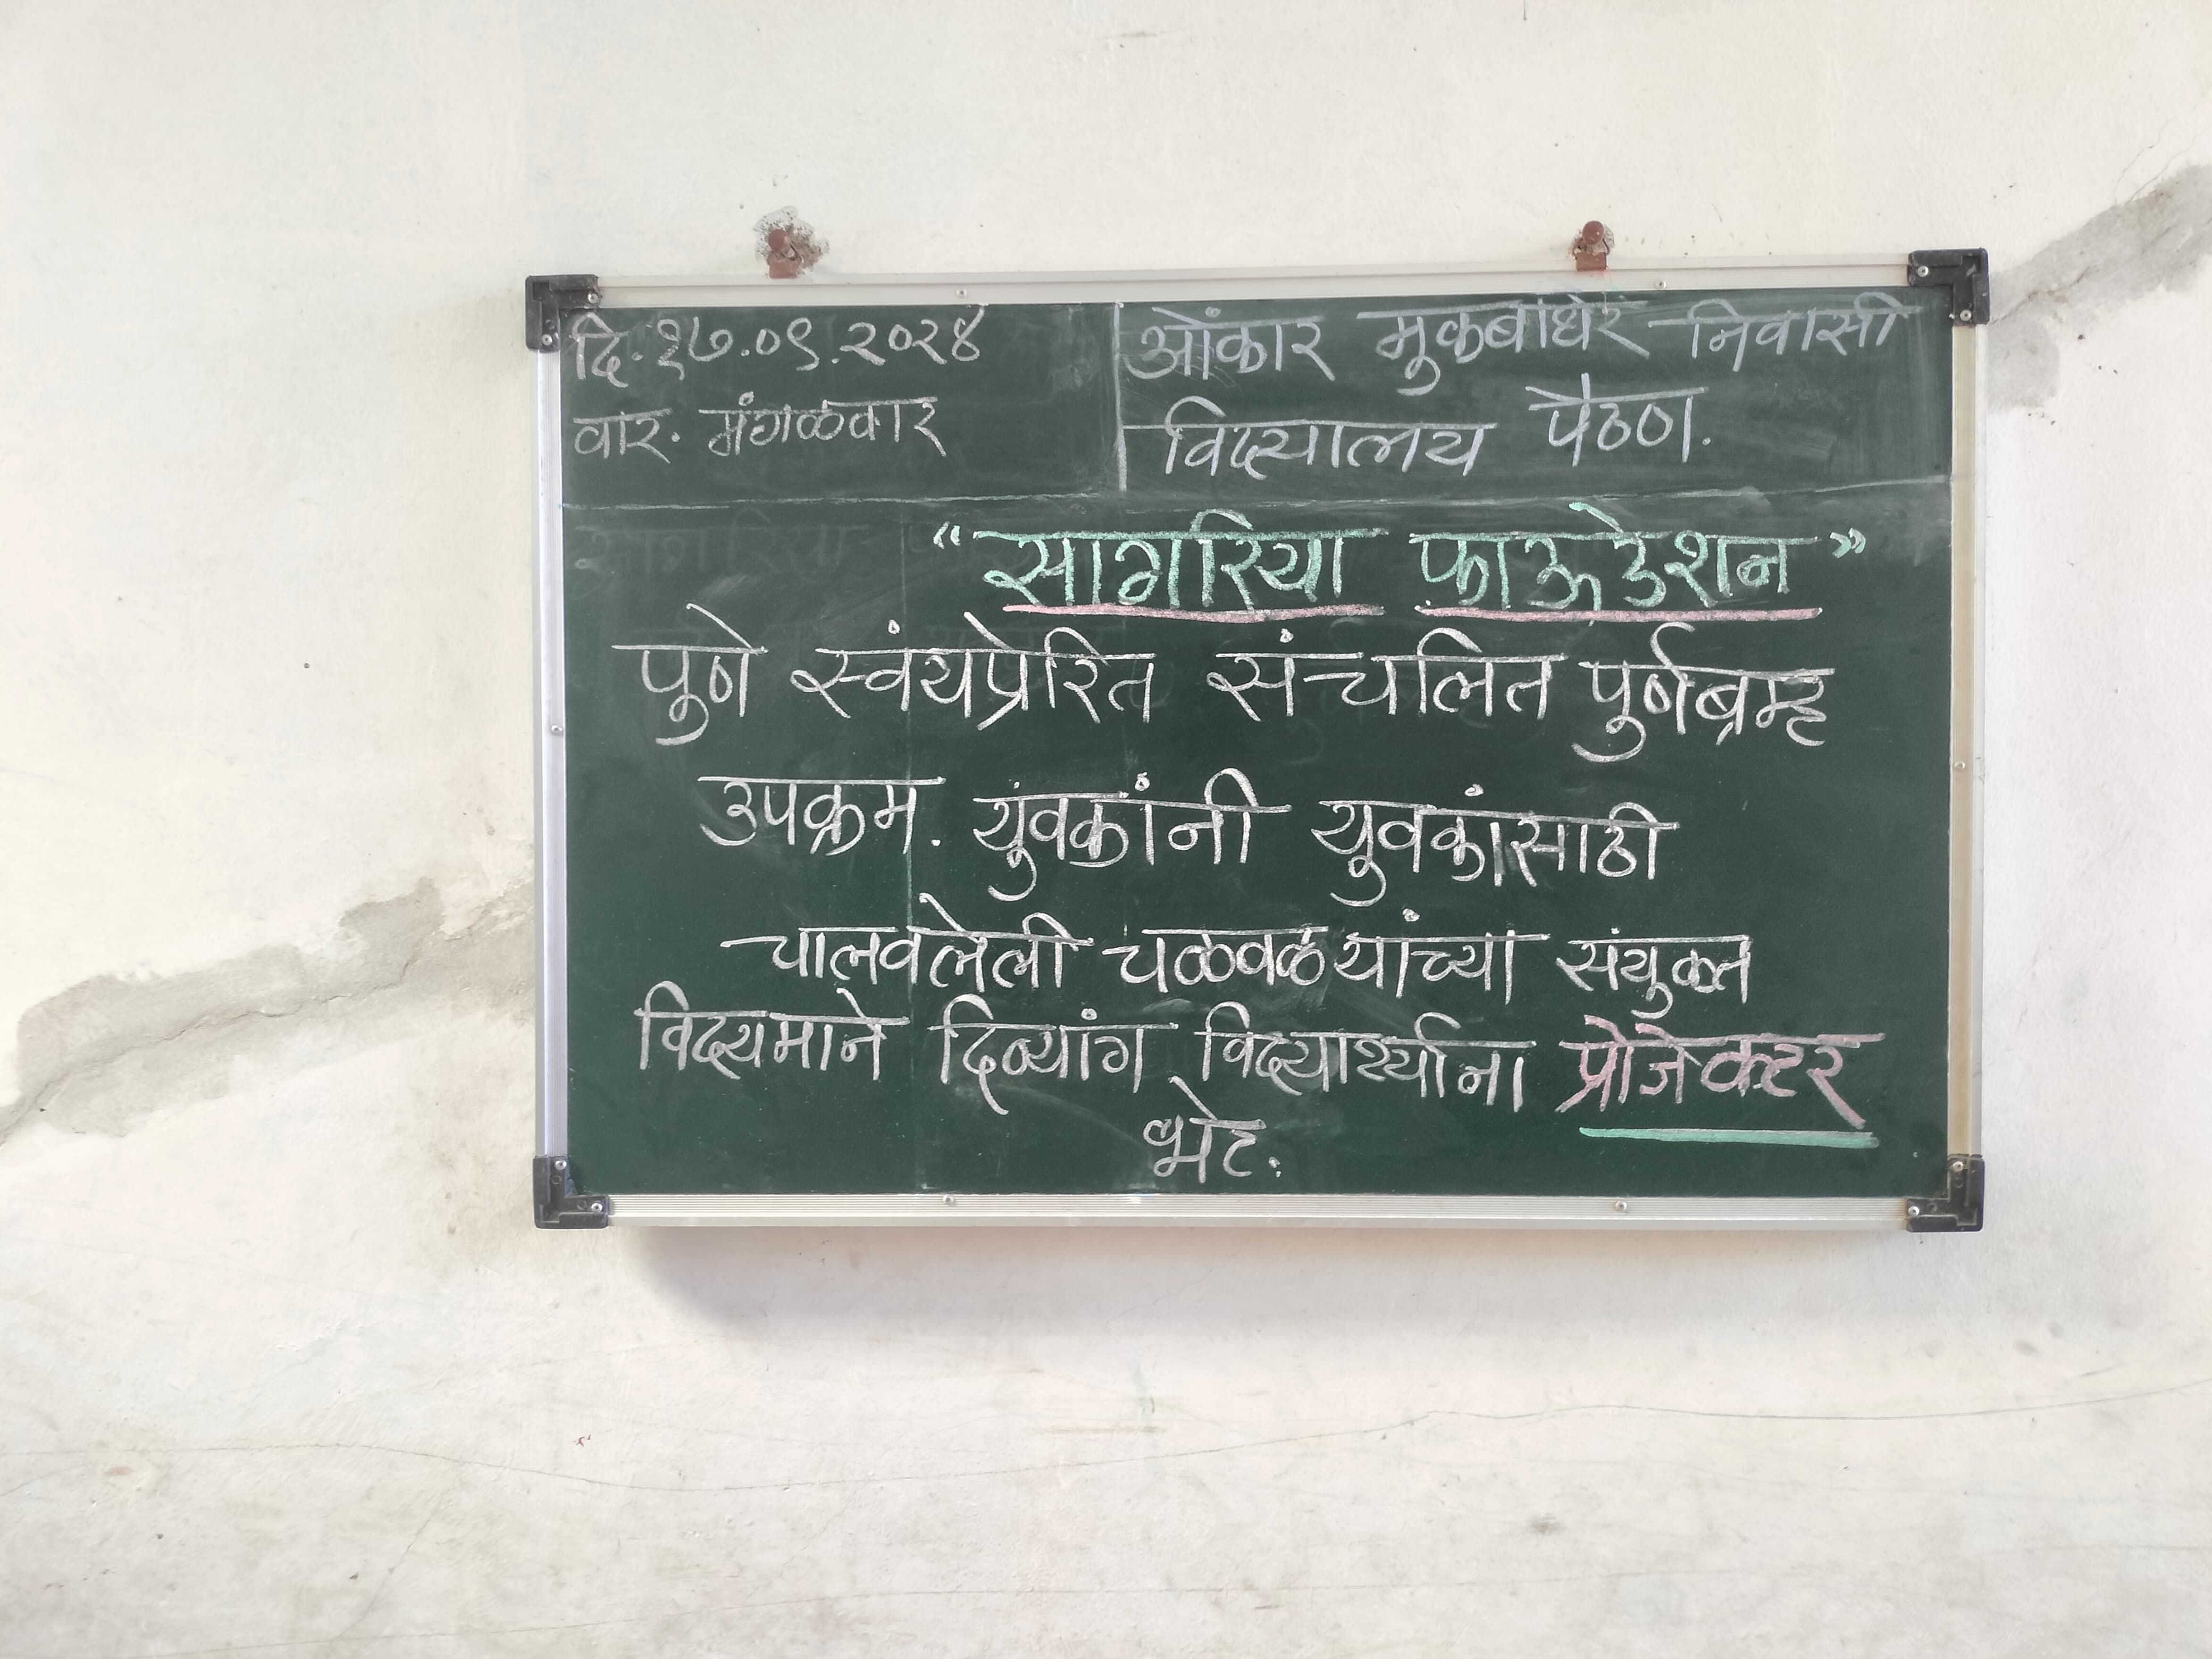 दि. १७.०९.२०२४
वार. मंगळवार
ओंकार मुकबधिर निवासी
विद्यालय पैठण.
“सागरिया फाऊडेशन”
पुणे स्वंयप्रेरित संचलित पुर्णब्रम्ह
उपक्रम. युंवकांनी युवकांसाठी
चालवलेली चळवळ यांच्या संयुक्त
विद्यमाने दिव्यांग विद्यार्थ्याना प्रोजेक्टर
भेट.